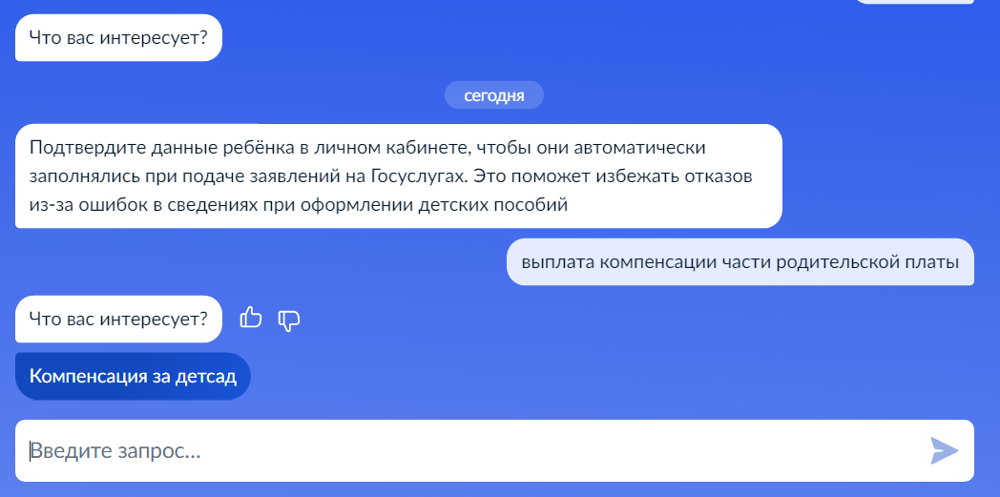 Что вас интересует?
сегодня
Подтвердите данные ребёнка в личном кабинете, чтобы они автоматически
заполнялись при подаче заявлений на Госуслугах. Это поможет избежать отказов
из-за ошибок в сведениях при оформлении детских пособий
выплата компенсации части родительской платы
Что вас интересует?
Компенсация за детсад
Введите запрос...